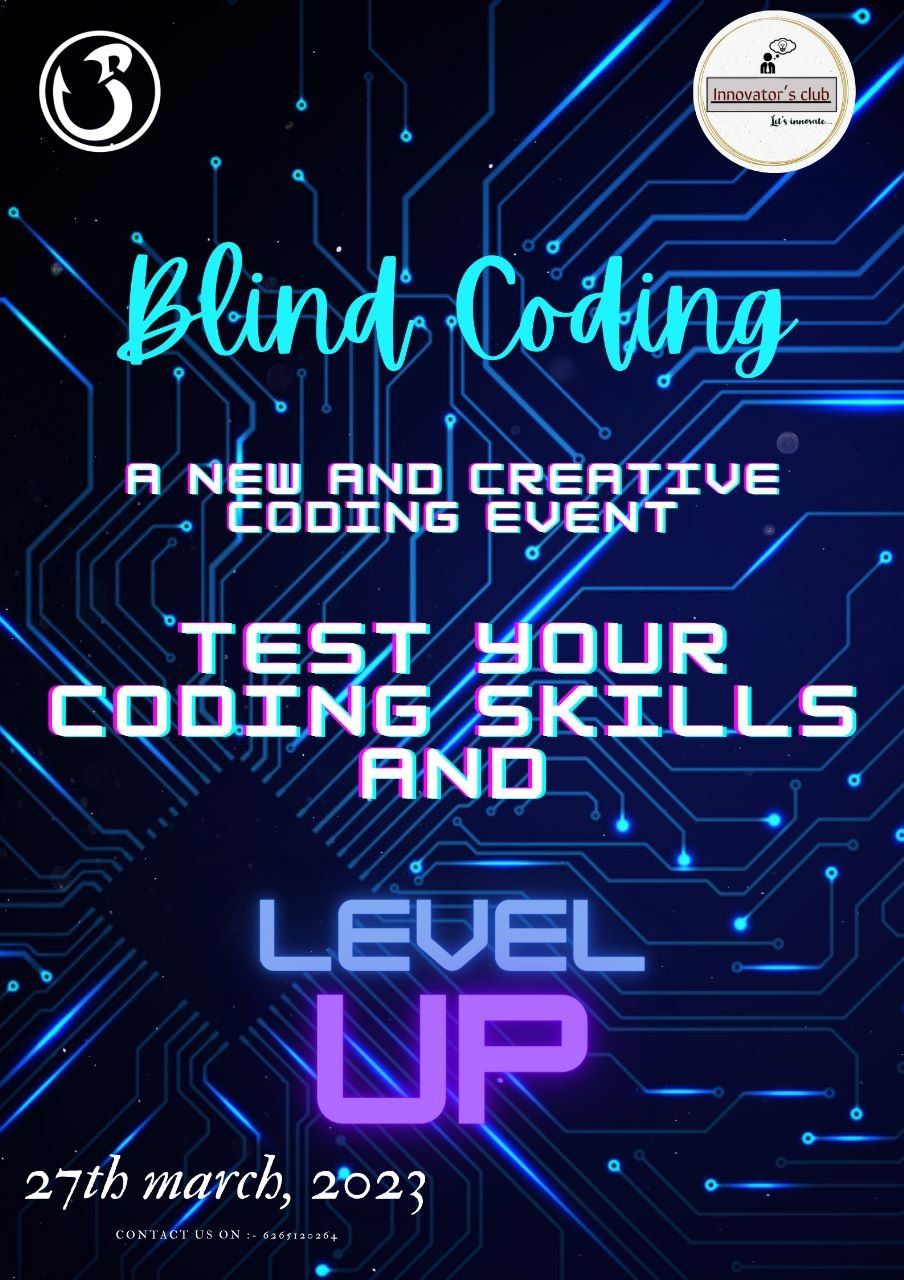 Innovator's club
Let's innovate...
Blind Coding
A NEW AND CREATIVE
CODING EVENT
TEST YOUR
CODING SKILLS
AND
LEVEL
UP
27th march, 2023
CONTACT US ON :- 6265120264